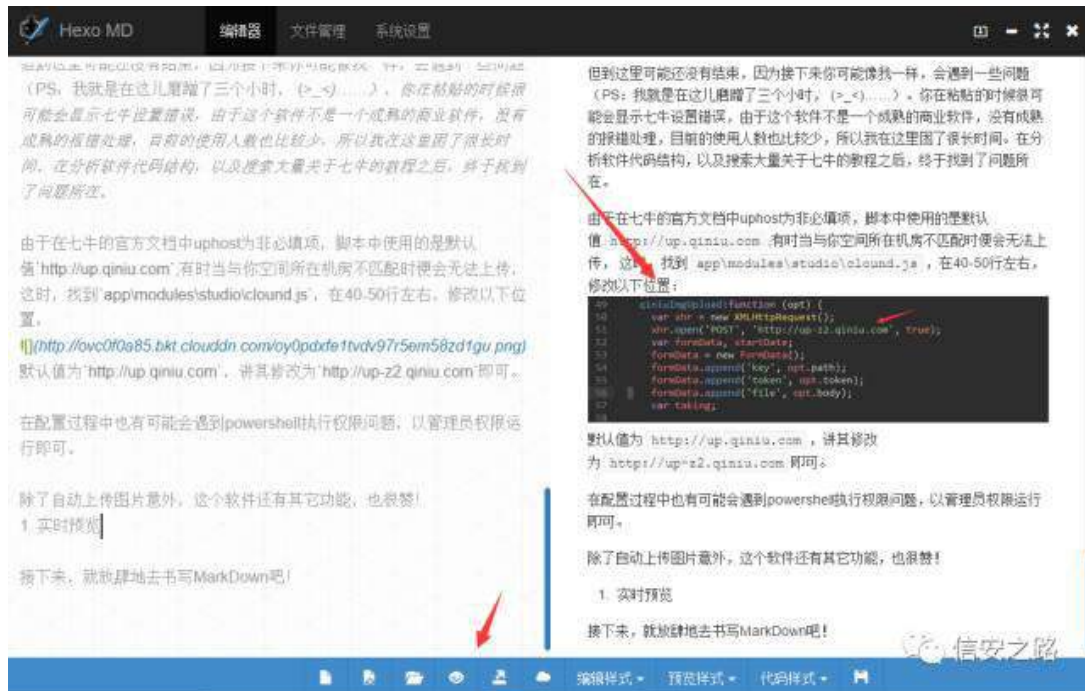 Hexo MD
编辑器
文件管理
系统设置
(PS：我就是在这儿磨蹭了三个小时，(>_<)......)，你在粘贴的时候很
可能会显示七牛设置错误，由于这个软件不是一个成熟的商业软件，没有
成熟的报错处理，目前的使用人数也比较少，所以我在这里困了很长时
间，在分析软件代码结构，以及搜索大量关于七牛的教程之后，终于找到
了问题所在。
由于在七牛的官方文档中uphost为非必填项，脚本中使用的是默认
值`http://up.qiniu.com`,有时当与你空间所在机房不匹配时便会无法上传，
这时，找到`app\modules\studio\clound.js`，在40-50行左右，修改以下位
置：
![](http://ovc0f0a85.bkt.clouddn.com/oy0pdxfe1tvdv97r5em58zd1gu.png)
默认值为`http://up.qiniu.com`，讲其修改为`http://up-z2.qiniu.com`即可。
在配置过程中也有可能会遇到powershell执行权限问题，以管理员权限运
行即可。
除了自动上传图片意外，这个软件还有其它功能，也很赞！
1. 实时预览
接下来，就放肆地去书写MarkDown吧！
但到这里可能还没有结束，因为接下来你可能像我一样，会遇到一些问题
（PS：我就是在这儿磨蹭了三个小时，(>_<)......），你在粘贴的时候很可
能会显示七牛设置错误，由于这个软件不是一个成熟的商业软件，没有成熟
的报错处理，目前的使用人数也比较少，所以我在这里困了很长时间。在分
析软件代码结构，以及搜索大量关于七牛的教程之后，终于找到了问题所
在。
由于在七牛的官方文档中uphost为非必填项，脚本中使用的是默认
值 http://up.qiniu.com ,有时当与你空间所在机房不匹配时便会无法上
传，这时，找到 app\modules\studio\clound.js ，在40-50行左右，
修改以下位置：
49 qiniuImgUpload:function (opt) {
50 var xhr = new XMLHttpRequest();
51 xhr.open('POST', 'http://up-z2.qiniu.com', true);
52 var formData, startDate;
53 formData = new FormData();
54 formData.append('key', opt.path);
55 formData.append('token', opt.token);
56 formData.append('file', opt.body);
57 var taking;
默认值为 http://up.qiniu.com ，讲其修改
为 http://up-z2.qiniu.com 即可。
在配置过程中也有可能会遇到powershell执行权限问题，以管理员权限运行
即可。
除了自动上传图片意外，这个软件还有其它功能，也很赞！
1. 实时预览
接下来，就放肆地去书写MarkDown吧！
编辑样式
预览样式
代码样式
信安之路